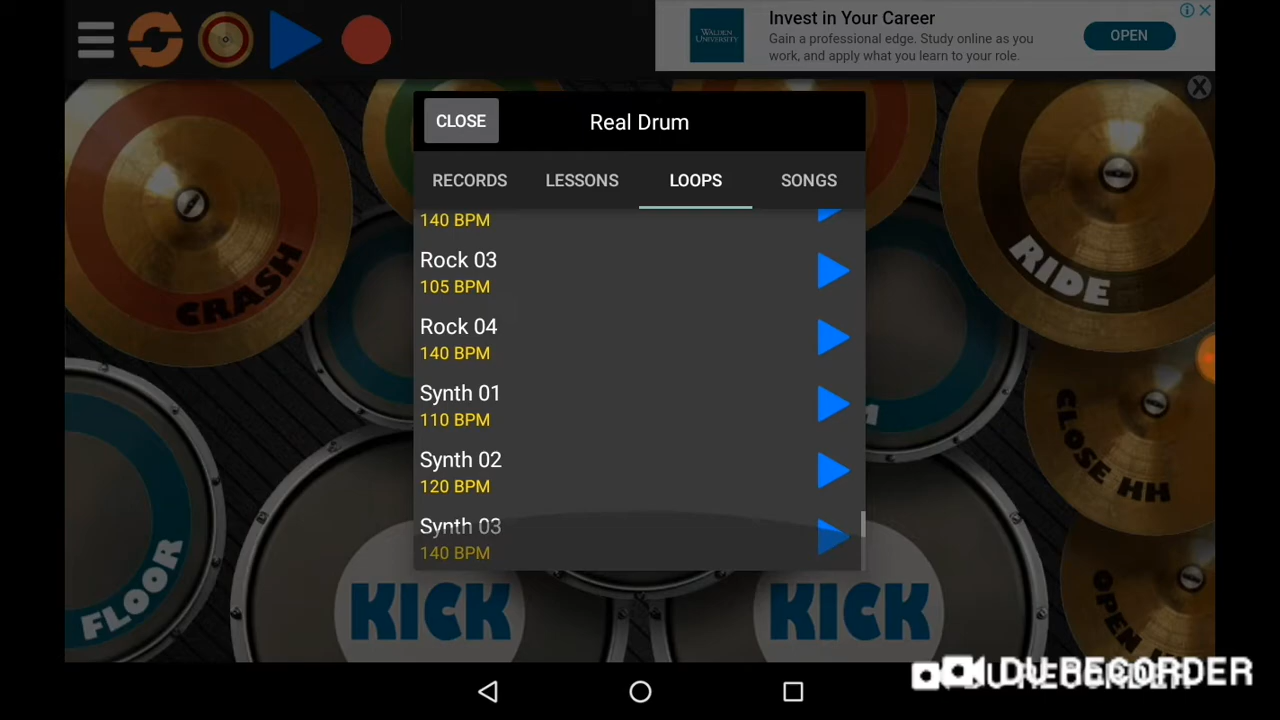 WALDEN UNIVERSITY
Invest in Your Career
Gain a professional edge. Study online as you
work, and apply what you learn to your role.
OPEN
X
CLOSE
Real Drum
RECORDS LESSONS LOOPS SONGS
140 BPM
Rock 03
105 BPM
Rock 04
140 BPM
Synth 01
110 BPM
Synth 02
120 BPM
Synth 03
140 BPM
CRASH
RIDE
CLOSE HH
OPEN
FLOOR
KICK
KICK
DU RECORDER